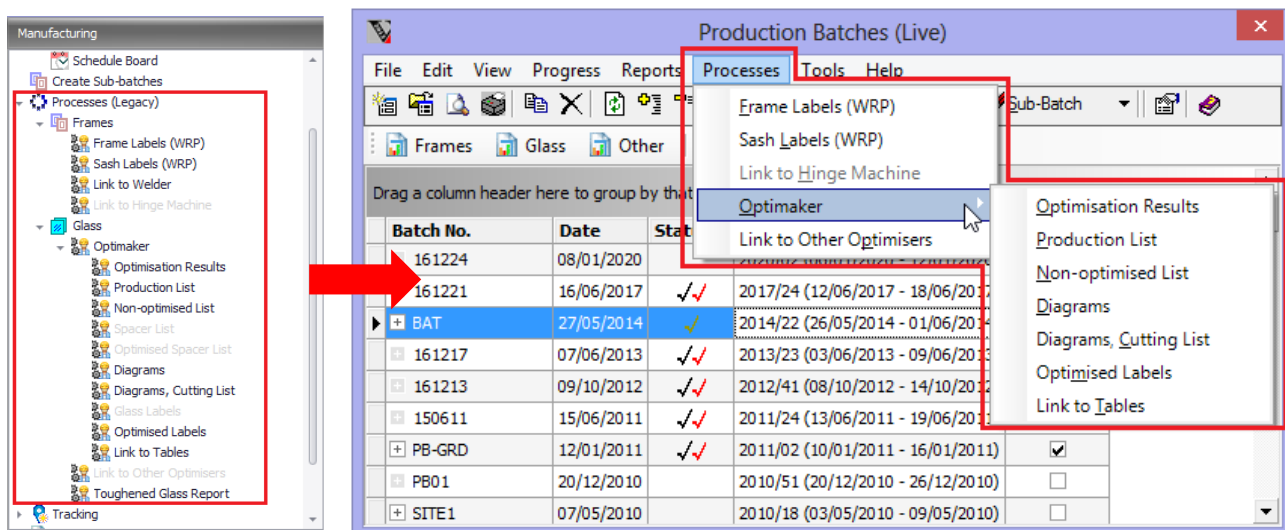 Manufacturing
Schedule Board
Create Sub-batches
Processes (Legacy)
Frames
Frame Labels (WRP)
Sash Labels (WRP)
Link to Welder
Link to Hinge Machine
Glass
Optimaker
Optimisation Results
Production List
Non-optimised List
Spacer List
Optimised Spacer List
Diagrams
Diagrams, Cutting List
Glass Labels
Optimised Labels
Link to Tables
Link to Other Optimisers
Toughened Glass Report
Tracking
Production Batches (Live)
File Edit View Progress Reports Processes Tools Help
Sub-Batch
Frames Glass Other
Drag a column header here to group by that
Frame Labels (WRP)
Sash Labels (WRP)
Link to Hinge Machine
Optimaker
Link to Other Optimisers
Optimisation Results
Production List
Non-optimised List
Diagrams
Diagrams, Cutting List
Optimised Labels
Link to Tables
Batch No. Date Stat
161224 08/01/2020
161221 16/06/2017 2017/24 (12/06/2017 - 18/06/2017
BAT 27/05/2014 2014/22 (26/05/2014 - 01/06/2014
161217 07/06/2013 2013/23 (03/06/2013 - 09/06/2013
161213 09/10/2012 2012/41 (08/10/2012 - 14/10/2012
150611 15/06/2011 2011/24 (13/06/2011 - 19/06/2011
PB-GRD 12/01/2011 2011/02 (10/01/2011 - 16/01/2011)
PB01 20/12/2010 2010/51 (20/12/2010 - 26/12/2010)
SITE1 07/05/2010 2010/18 (03/05/2010 - 09/05/2010)